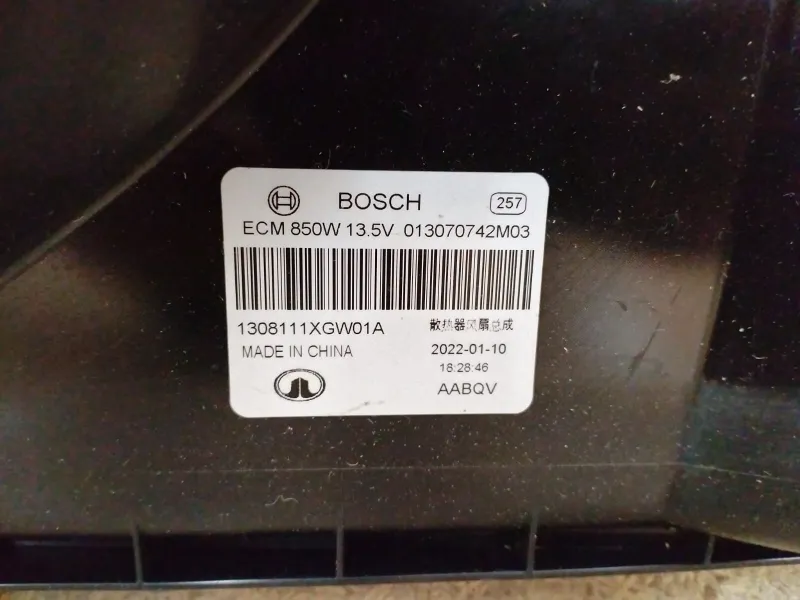 BOSCH 257
ECM 850W 13.5V 013070742M03
1308111XGW01A 散热器风扇总成
MADE IN CHINA 2022-01-10
18:28:46
AABQV